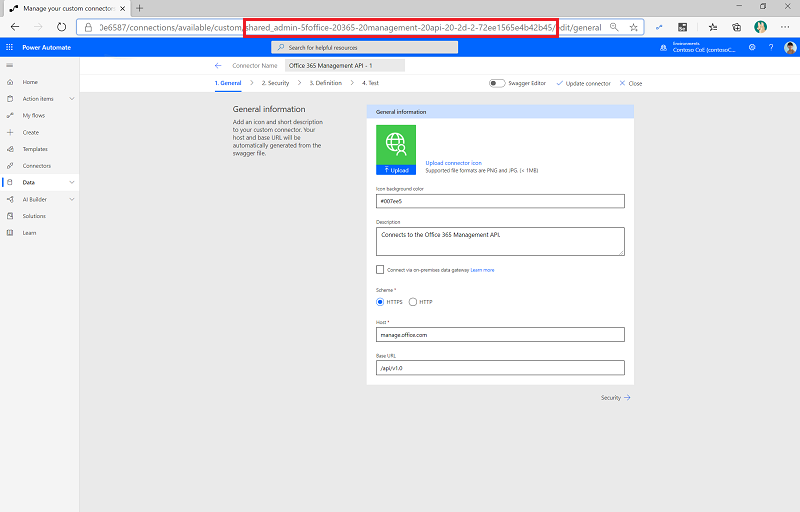 Manage your custom connector
0e6587/connections/available/custom/shared_admin-5foffice-20365-20management-20api-20-2d-2-72ee1565e4b42b45/edit/general
Power Automate
Search for helpful resources
Environments
Contoso CoE (contosoC...
Connector Name
Office 365 Management API - 1
1. General
2. Security
3. Definition
4. Test
Swagger Editor
Update connector
Close
Home
Action items
My flows
Create
Templates
Connectors
Data
AI Builder
Solutions
Learn
General information
Add an icon and short description
to your custom connector. Your
host and base URL will be
automatically generated from the
swagger file.
General information
Upload
Upload connector icon
Supported file formats are PNG and JPG. (< 1MB)
Icon background color
#007ee5
Description
Connects to the Office 365 Management API.
Connect via on-premises data gateway Learn more
Scheme *
HTTPS
HTTP
Host *
manage.office.com
Base URL
/api/v1.0
Security